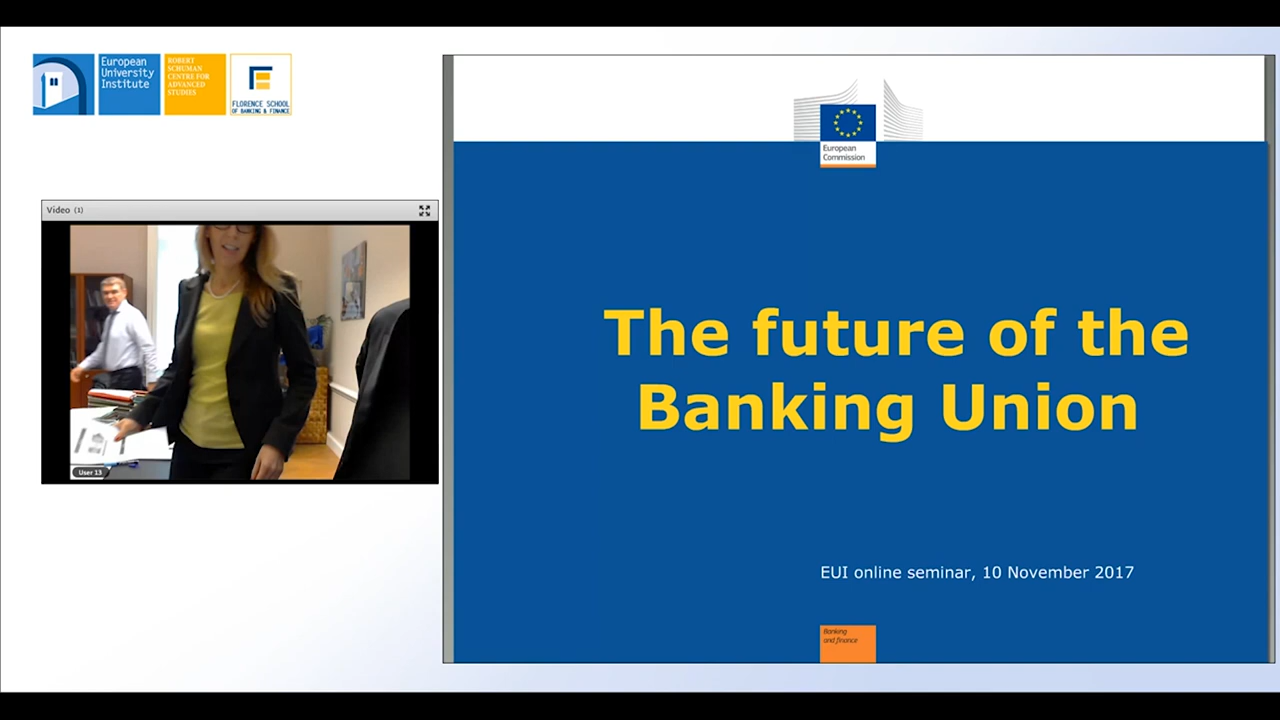 European
University
Institute
ROBERT
SCHUMAN
CENTRE FOR
ADVANCED
STUDIES
FLORENCE SCHOOL
OF BANKING & FINANCE
Video (1)
User 13
European
Commission
The future of the
Banking Union
EUI online seminar, 10 November 2017
Banking
and finance